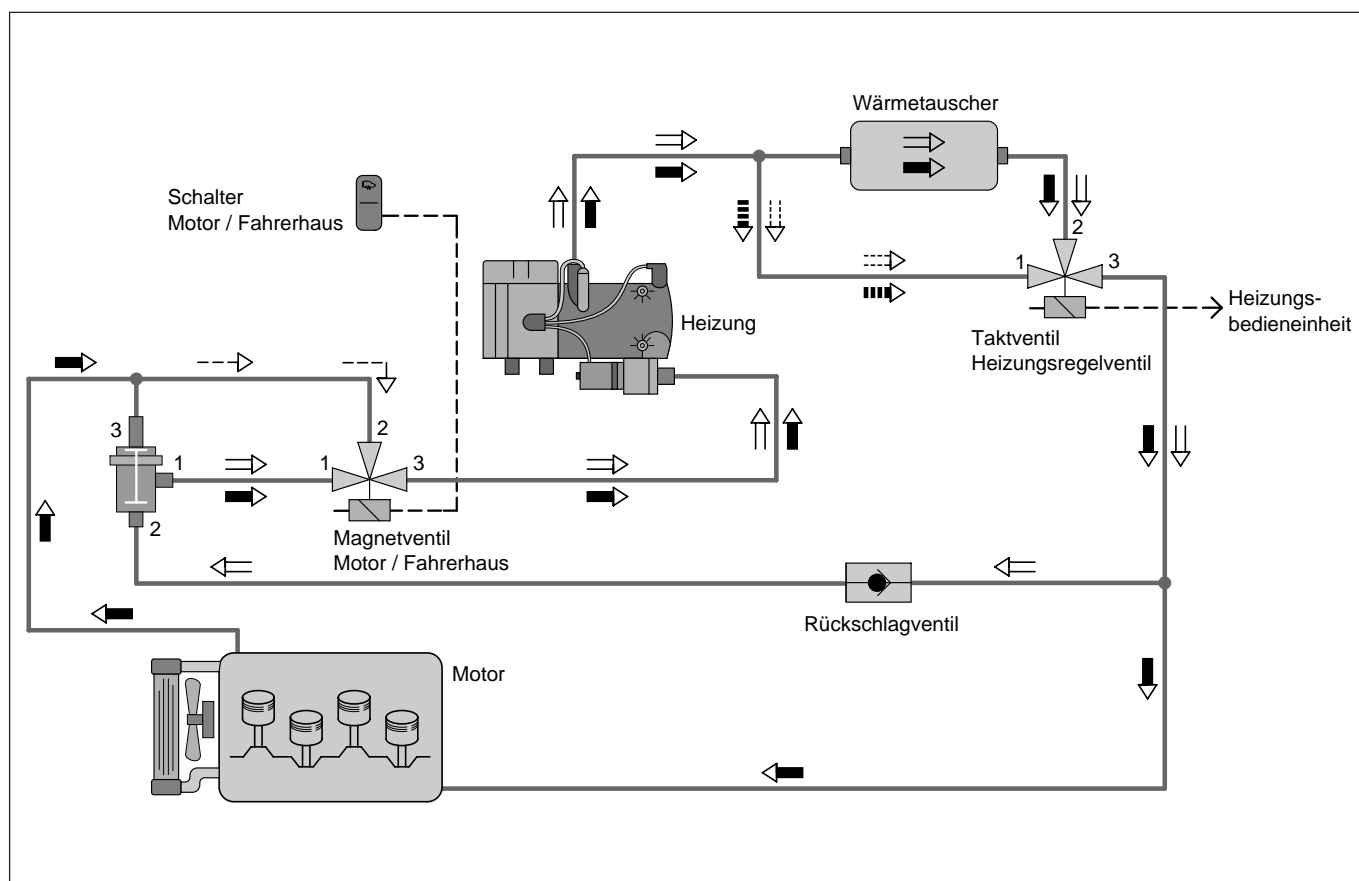 Wärmetauscher
Schalter
Motor / Fahrerhaus
2
1
3
Heizung
Heizungs-
bedieneinheit
Taktventil
Heizungsregelventil
3
2
1
1
3
2
Magnetventil
Motor / Fahrerhaus
Rückschlagventil
Motor